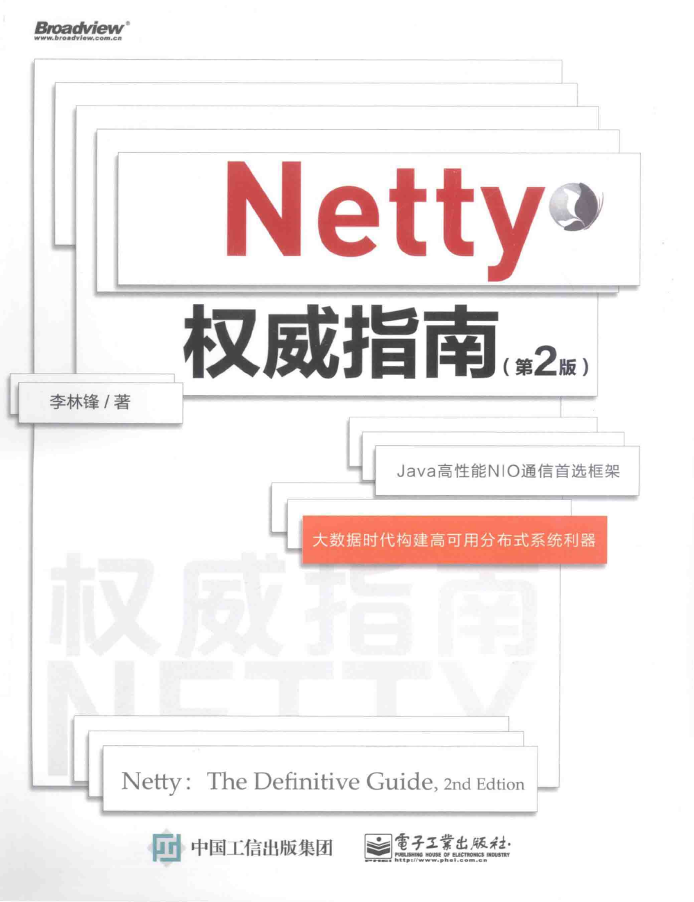 Broadview®
www.broadview.com.cn
Netty
权威指南(第2版)
李林锋 / 著
Java高性能NIO通信首选框架
大数据时代构建高可用分布式系统利器
权威指南
NETTY
Netty: The Definitive Guide, 2nd Edtion
中国工信出版集团
電子工業出版社·
PUBLISHING HOUSE OF ELECTRONICS INDUSTRY
http://www.phei.com.cn